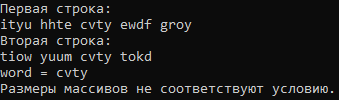 Первая строка:
ityu hhte cvty ewdf groy
Вторая строка:
tiow yuum cvty tokd
word = cvty
Размеры массивов не соответствуют условию.